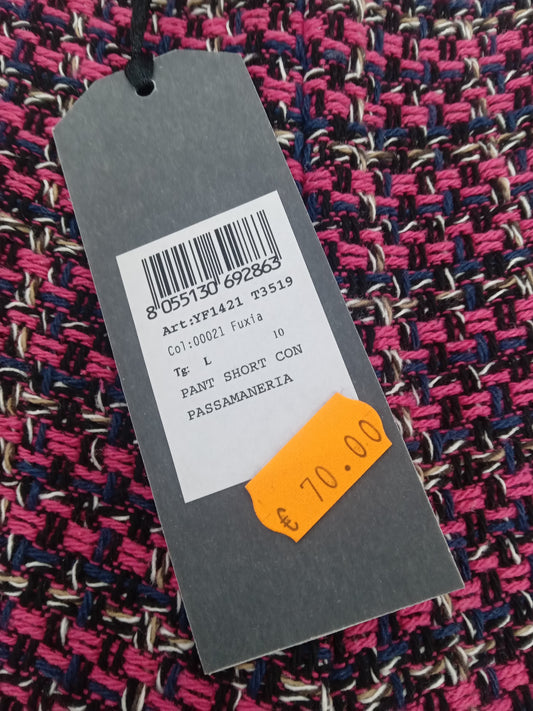 8 055130 692863
Art:YF1421 T3519
Col:00021 Fuxia
Tg: L 10
PANT SHORT CON
PASSAMANERIA
€ 70.00